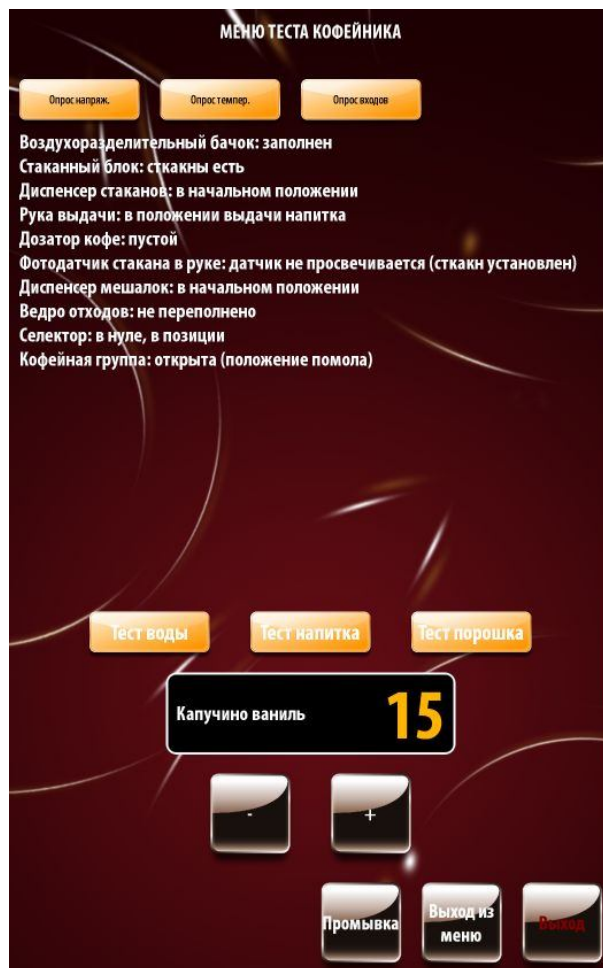 МЕНЮ ТЕСТА КОФЕЙНИКА
Опрос напряж.
Опрос темпер.
Опрос входов
Воздухоразделительный бачок: заполнен
Стаканный блок: сткакны есть
Диспенсер стаканов: в начальном положении
Рука выдачи: в положении выдачи напитка
Дозатор кофе: пустой
Фотодатчик стакана в руке: датчик не просвечивается (сткакн установлен)
Диспенсер мешалок: в начальном положении
Ведро отходов: не переполнено
Селектор: в нуле, в позиции
Кофейная группа: открыта (положение помола)
Тест воды
Тест напитка
Тест порошка
Капучино ваниль
15
-
+
Промывка
Выход из
меню
Выход